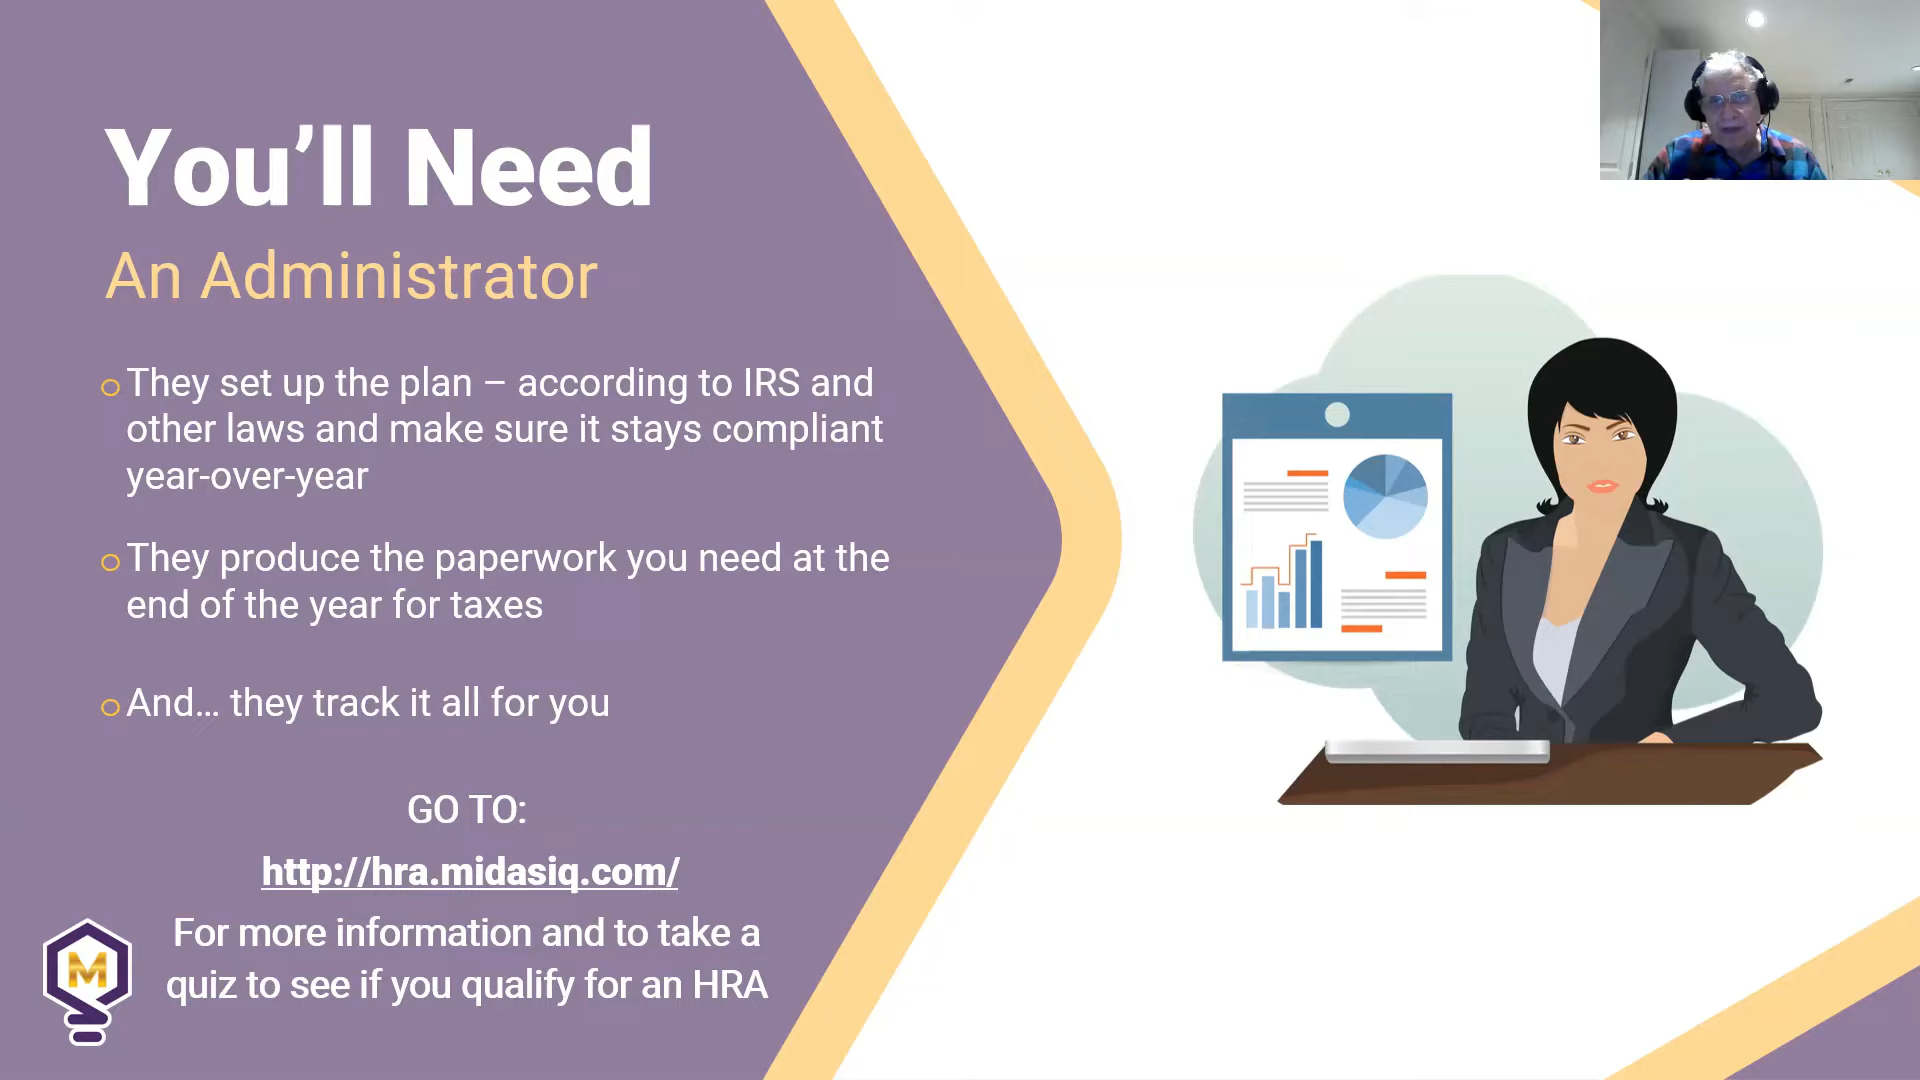 You’ll Need
An Administrator
They set up the plan – according to IRS and
other laws and make sure it stays compliant
year-over-year
They produce the paperwork you need at the
end of the year for taxes
And... they track it all for you
GO TO:
http://hra.midasiq.com/
For more information and to take a
quiz to see if you qualify for an HRA
M